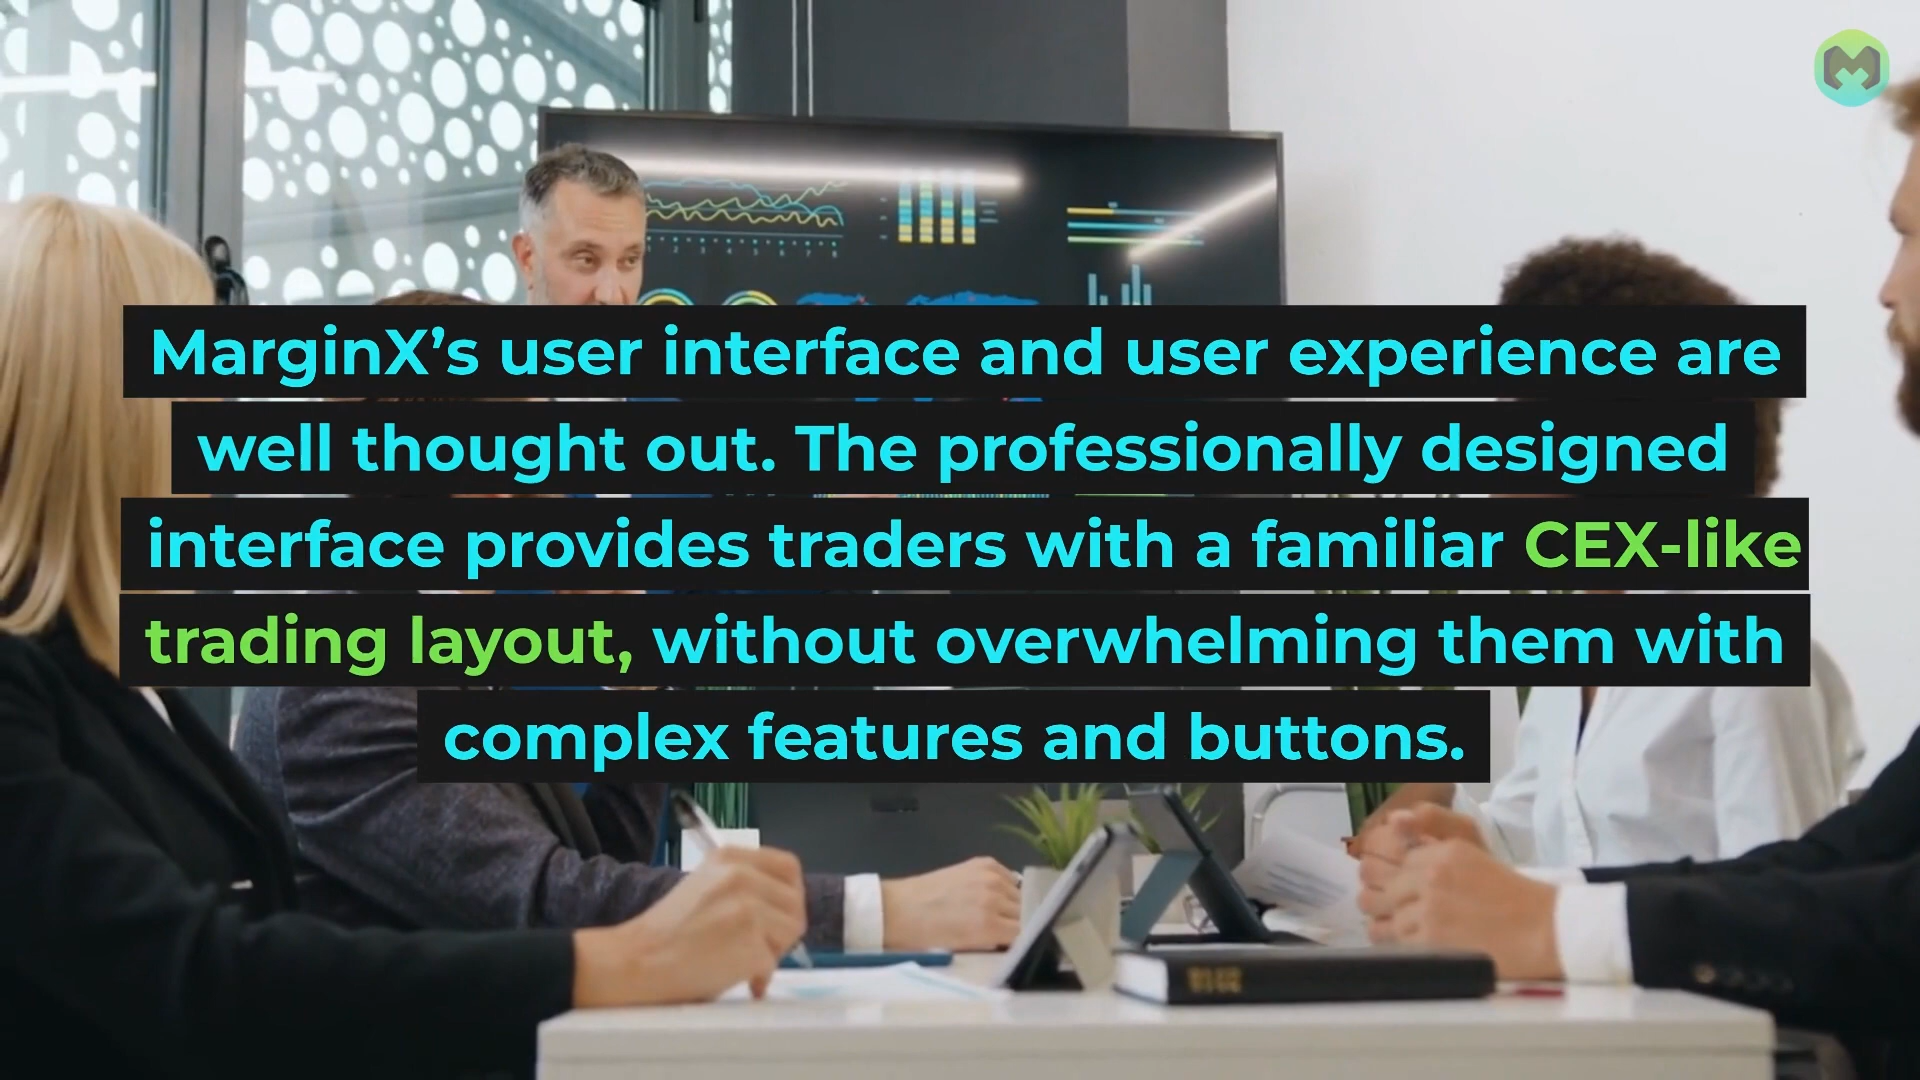 MarginX’s user interface and user experience are
well thought out. The professionally designed
interface provides traders with a familiar CEX-like
trading layout, without overwhelming them with
complex features and buttons.